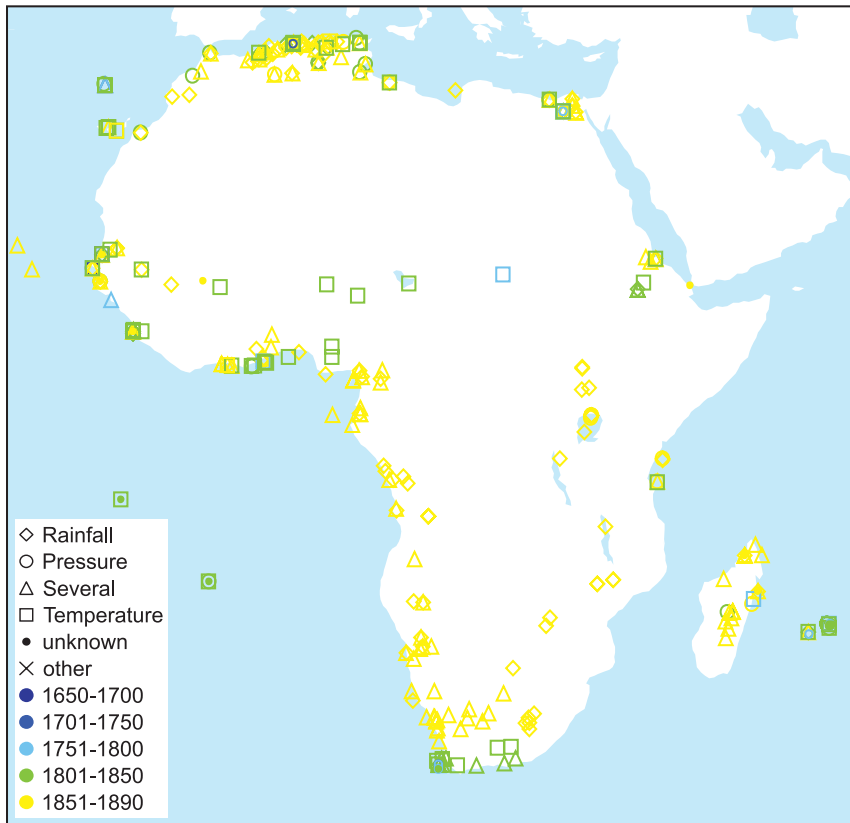 Rainfall
Pressure
Several
Temperature
unknown
other
1650-1700
1701-1750
1751-1800
1801-1850
1851-1890